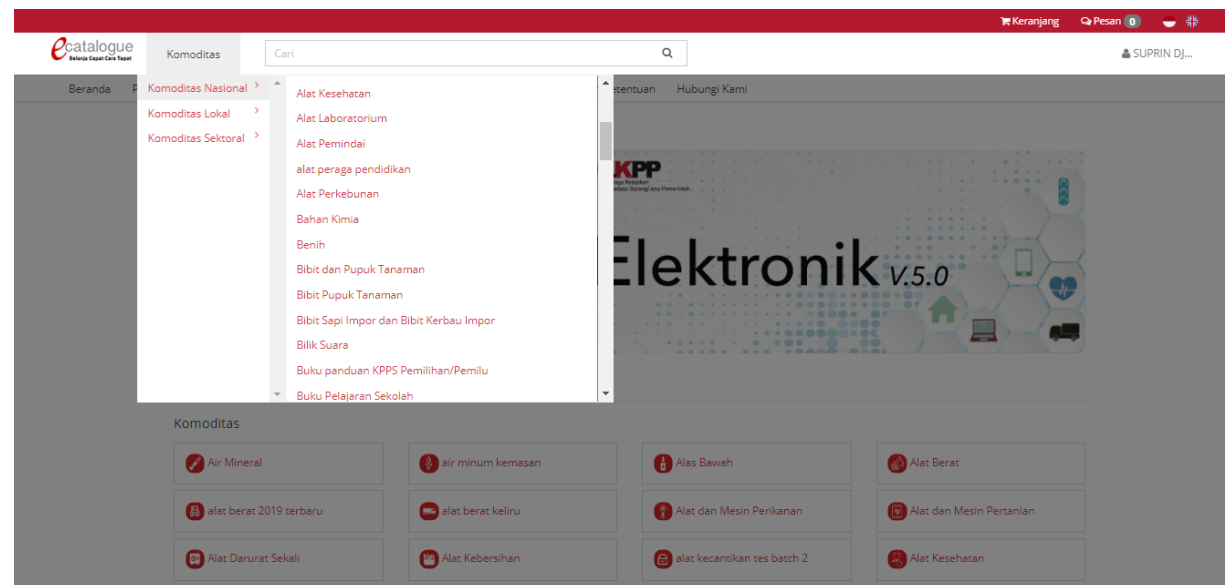 Keranjang Pesan 0
ecatalogue
Belanja Cepat Cara Tepat
Komoditas
Cari
SUPRIN DJ...
Beranda
etentuan Hubungi Kami
Komoditas Nasional
Komoditas Lokal
Komoditas Sektoral
Alat Kesehatan
Alat Laboratorium
Alat Pemindai
alat peraga pendidikan
Alat Perkebunan
Bahan Kimia
Benih
Bibit dan Pupuk Tanaman
Bibit Pupuk Tanaman
Bibit Sapi Impor dan Bibit Kerbau Impor
Bilik Suara
Buku panduan KPPS Pemilihan/Pemilu
Buku Pelajaran Sekolah
KPP
Elektronik V.5.0
Komoditas
Air Mineral
air minum kemasan
Alas Bawah
Alat Berat
alat berat 2019 terbaru
alat berat keliru
Alat dan Mesin Perikanan
Alat dan Mesin Pertanian
Alat Darurat Sekali
Alat Kebersihan
alat kecantikan tes batch 2
Alat Kesehatan